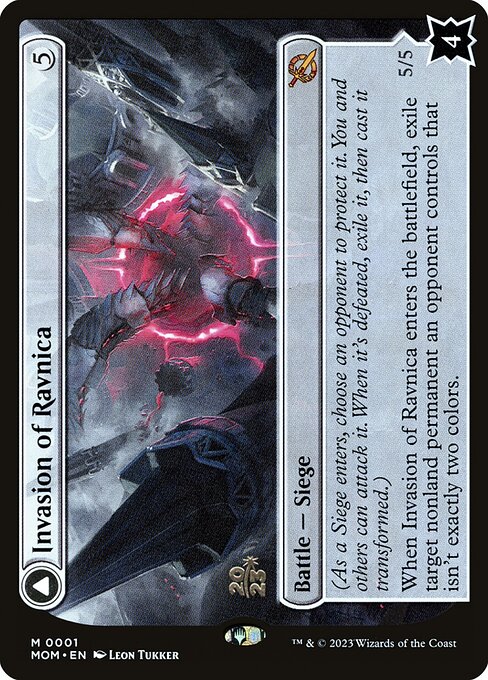 Invasion of Ravnica
5
2023
Battle — Siege
(As a Siege enters, choose an opponent to protect it. You and
others can attack it. When it's defeated, exile it, then cast it
transformed.)
5/5
When Invasion of Ravnica enters the battlefield, exile
target nonland permanent an opponent controls that
isn't exactly two colors.
4
M 0001
MOM • EN Leon Tukker
™ & © 2023 Wizards of the Coast